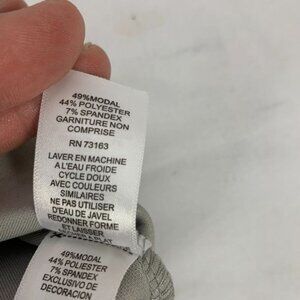 49%MODAL
44% POLYESTER
7% SPANDEX
GARNITURE NON
COMPRISE
RN 73163
LAVER EN MACHINE
A L'EAU FROIDE
CYCLE DOUX
AVEC COULEURS
SIMILAIRES
NE PAS UTILISER
D'EAU DE JAVEL
REDONNER FORME
ET LAISSER
A PLAT
49%MODAL
44% POLIESTER
7% SPANDEX
EXCLUSIVO DE
DECORACION